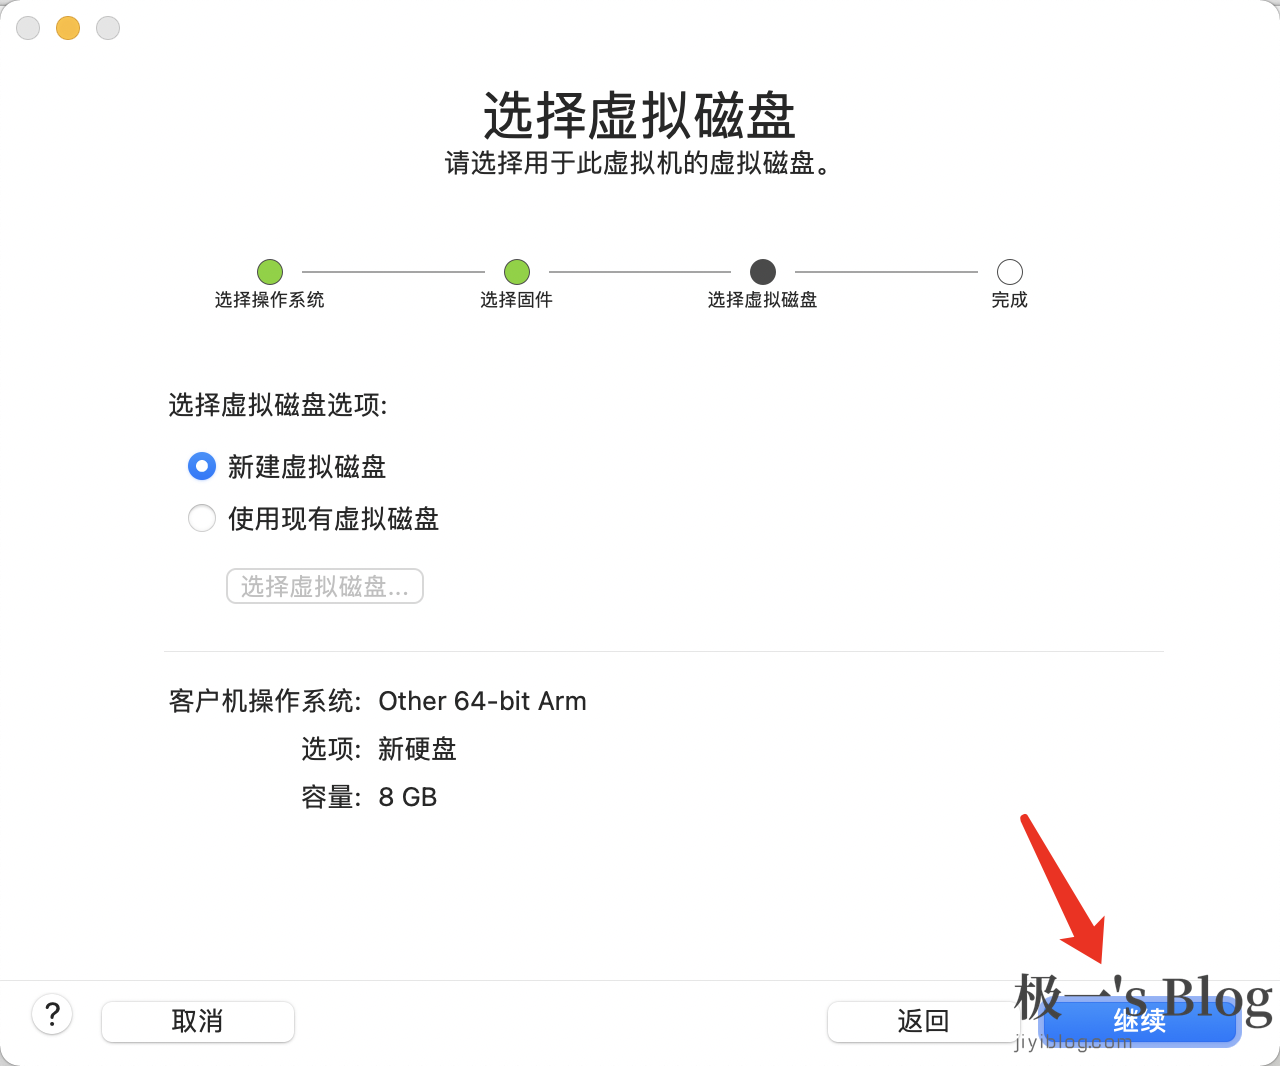 选择虚拟磁盘
请选择用于此虚拟机的虚拟磁盘。
选择操作系统
选择固件
选择虚拟磁盘
完成
选择虚拟磁盘选项:
新建虚拟磁盘
使用现有虚拟磁盘
选择虚拟磁盘...
客户机操作系统: Other 64-bit Arm
选项: 新硬盘
容量: 8 GB
极一's Blog
?
取消
返回
继续
jiyiblog.com